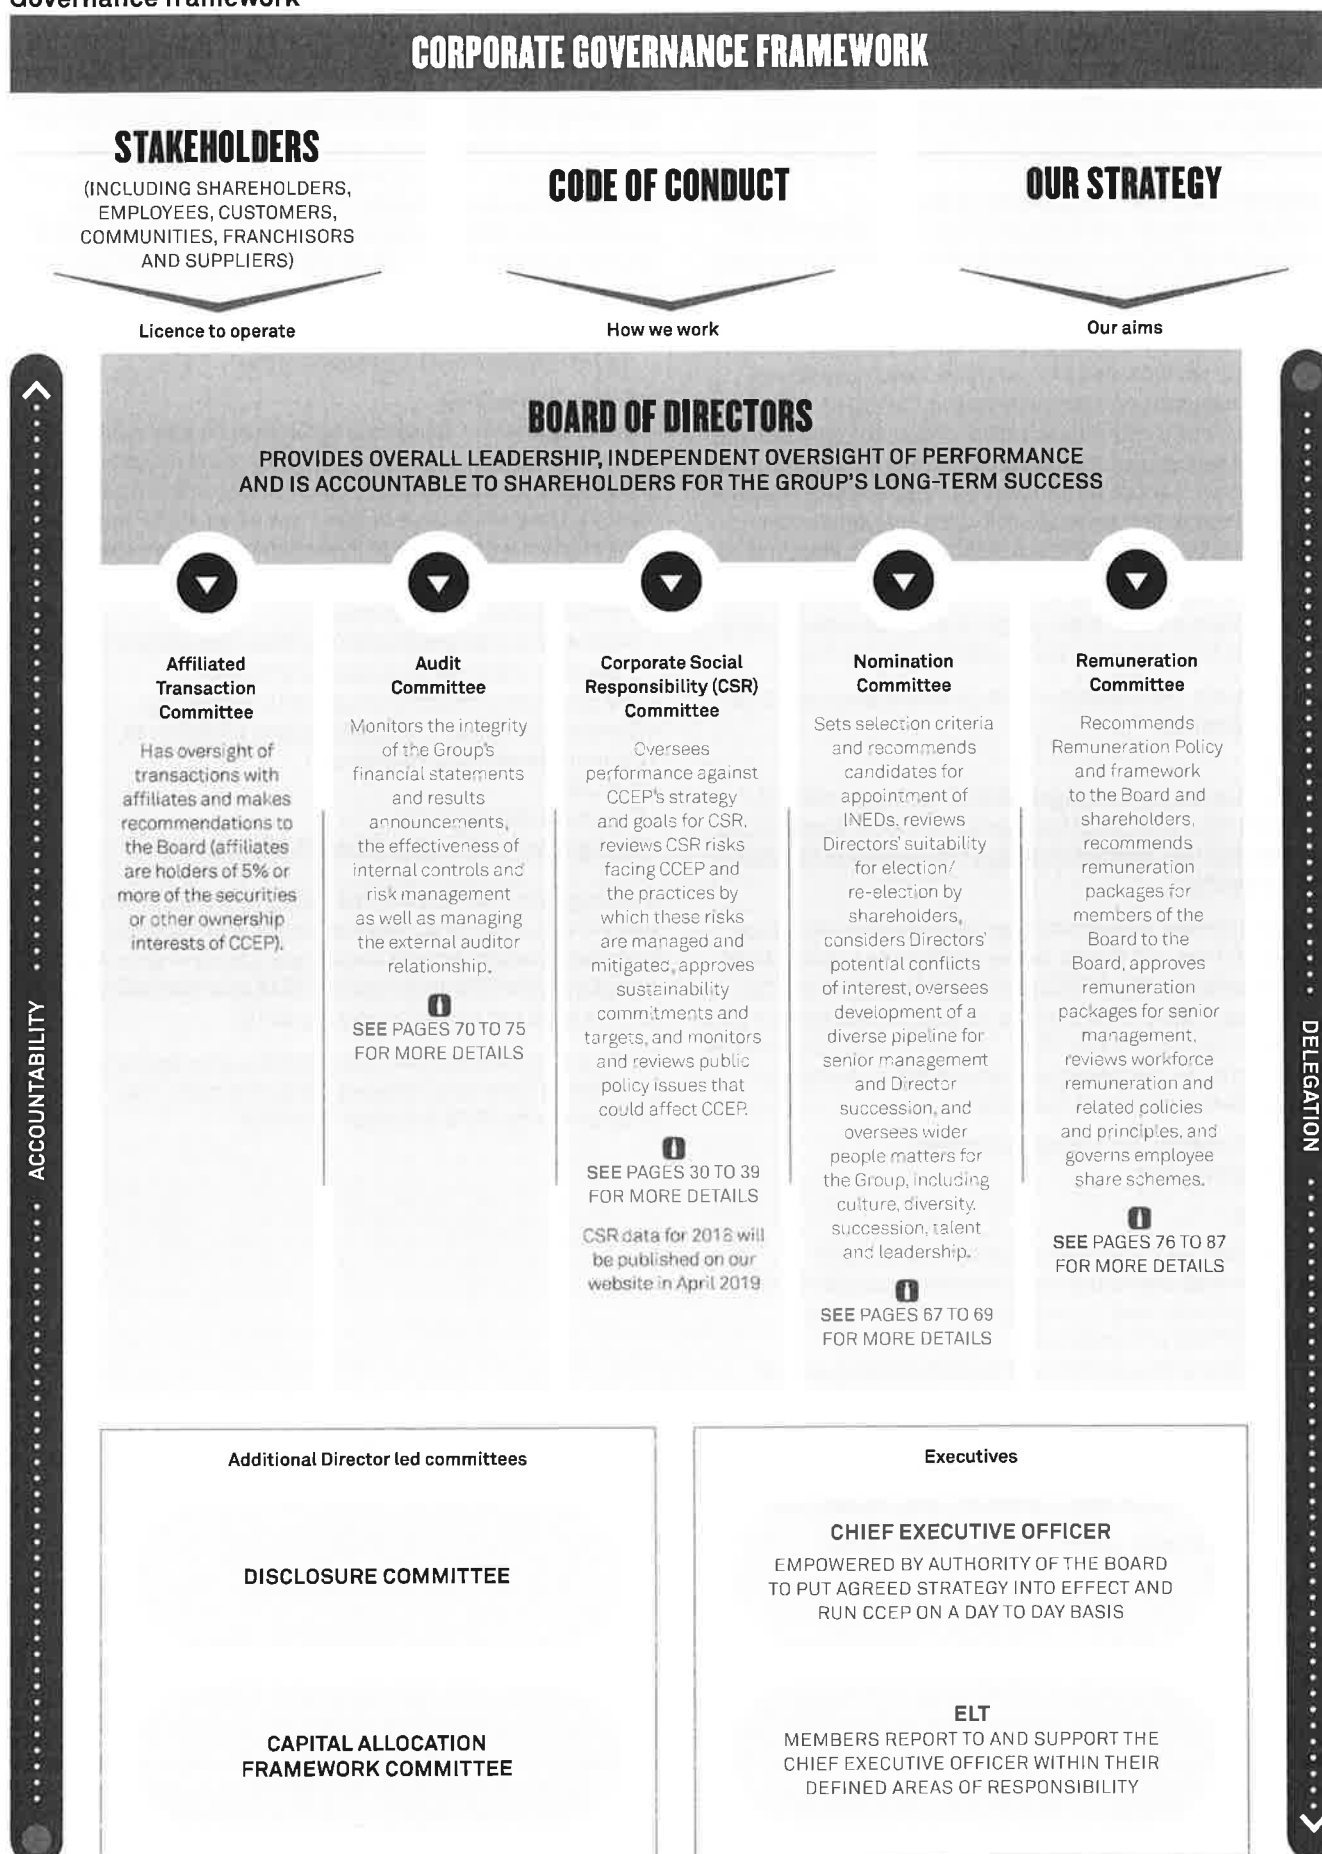 Governance framework
CORPORATE GOVERNANCE FRAMEWORK
STAKEHOLDERS
(INCLUDING SHAREHOLDERS,
EMPLOYEES, CUSTOMERS,
COMMUNITIES, FRANCHISORS
AND SUPPLIERS)
Licence to operate
CODE OF CONDUCT
How we work
OUR STRATEGY
Our aims
ACCOUNTABILITY
BOARD OF DIRECTORS
PROVIDES OVERALL LEADERSHIP, INDEPENDENT OVERSIGHT OF PERFORMANCE
AND IS ACCOUNTABLE TO SHAREHOLDERS FOR THE GROUP'S LONG-TERM SUCCESS
Affiliated
Transaction
Committee
Has oversight of
transactions with
affiliates and makes
recommendations to
the Board (affiliates
are holders of 5% or
more of the securities
or other ownership
interests of CCEP).
Audit
Committee
Monitors the integrity
of the Group's
financial statements
and results
announcements,
the effectiveness of
internal controls and
risk management
as well as managing
the external auditor
relationship.
SEE PAGES 70 TO 75
FOR MORE DETAILS
Corporate Social
Responsibility (CSR)
Committee
Oversees
performance against
CCEP's strategy
and goals for CSR,
reviews CSR risks
facing CCEP and
the practices by
which these risks
are managed and
mitigated, approves
sustainability
commitments and
targets, and monitors
and reviews public
policy issues that
could affect CCEP.
SEE PAGES 30 TO 39
FOR MORE DETAILS
CSR data for 2018 will
be published on our
website in April 2019
Nomination
Committee
Sets selection criteria
and recommends
candidates for
appointment of
INEDs, reviews
Directors' suitability
for election/
re-election by
shareholders,
considers Directors'
potential conflicts
of interest, oversees
development of a
diverse pipeline for
senior management
and Director
succession, and
oversees wider
people matters for
the Group, including
culture, diversity,
succession, talent
and leadership.
SEE PAGES 67 TO 69
FOR MORE DETAILS
Remuneration
Committee
Recommends
Remuneration Policy
and framework
to the Board and
shareholders,
recommends
remuneration
packages for
members of the
Board to the
Board, approves
remuneration
packages for senior
management,
reviews workforce
remuneration and
related policies
and principles, and
governs employee
share schemes.
SEE PAGES 76 TO 87
FOR MORE DETAILS
DELEGATION
Additional Director led committees
DISCLOSURE COMMITTEE
CAPITAL ALLOCATION
FRAMEWORK COMMITTEE
Executives
CHIEF EXECUTIVE OFFICER
EMPOWERED BY AUTHORITY OF THE BOARD
TO PUT AGREED STRATEGY INTO EFFECT AND
RUN CCEP ON A DAY TO DAY BASIS
ELT
MEMBERS REPORT TO AND SUPPORT THE
CHIEF EXECUTIVE OFFICER WITHIN THEIR
DEFINED AREAS OF RESPONSIBILITY